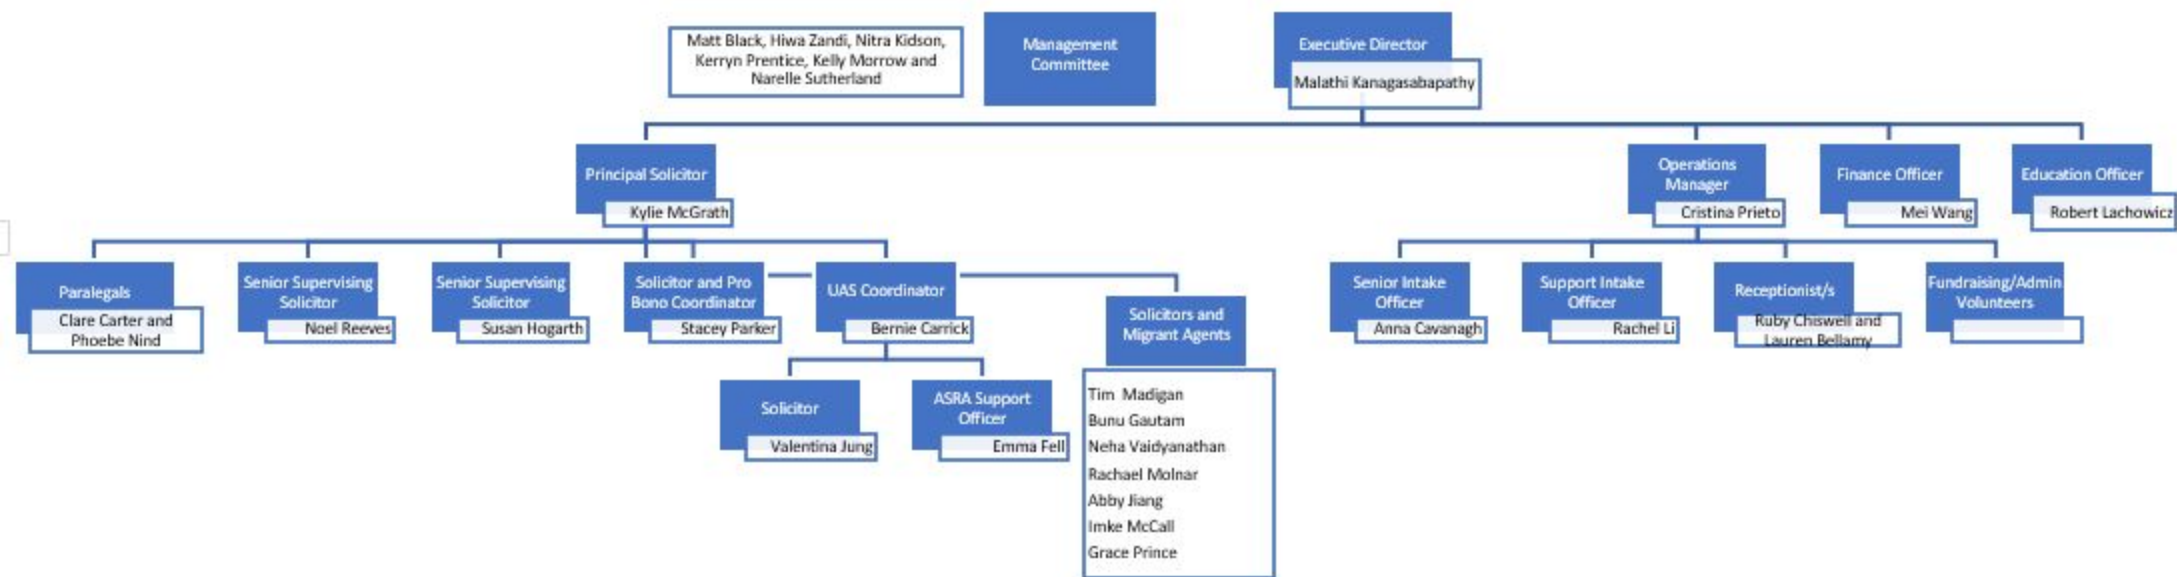 Matt Black, Hiwa Zandi, Nitra Kidson,
Kerryn Prentice, Kelly Morrow and
Narelle Sutherland
Management
Committee
Executive Director
Malathi Kanagasabapathy
Principal Solicitor
Kylie McGrath
Operations
Manager
Cristina Prieto
Finance Officer
Mei Wang
Education Officer
Robert Lachowicz
Paralegals
Clare Carter and
Phoebe Nind
Senior Supervising
Solicitor
Noel Reeves
Senior Supervising
Solicitor
Susan Hogarth
Solicitor and Pro
Bono Coordinator
Stacey Parker
UAS Coordinator
Bernie Carrick
Solicitors and
Migrant Agents
Tim  Madigan
Bunu Gautam
Neha Vaidyanathan
Rachael Molnar
Abby Jiang
Imke McCall
Grace Prince
Solicitor
Valentina Jung
ASRA Support
Officer
Emma Fell
Senior Intake
Officer
Anna Cavanagh
Support Intake
Officer
Rachel Li
Receptionist/s
Ruby Chiswell and
Lauren Bellamy
Fundraising/Admin
Volunteers